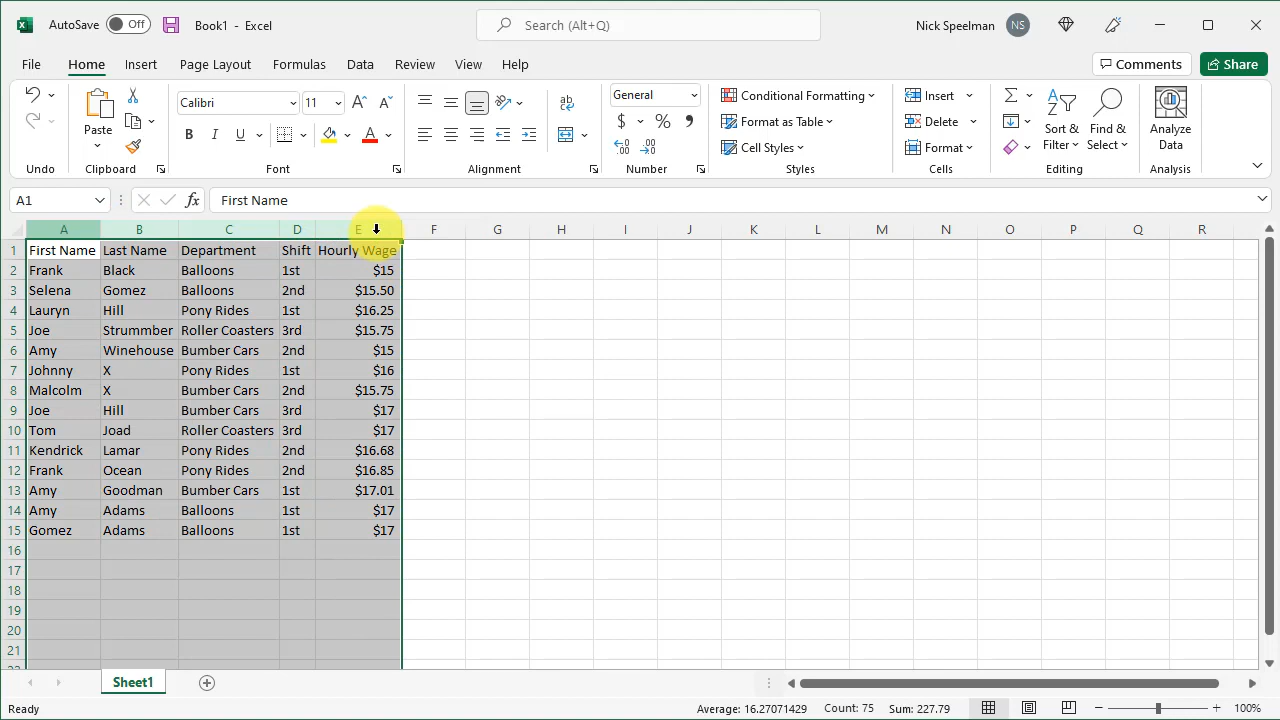 AutoSave Off Book1 - Excel Search (Alt+Q) Nick Speelman NS
File Home Insert Page Layout Formulas Data Review View Help Comments Share
Calibri 11 General Conditional Formatting Insert
Paste Format as Table Delete Sort & Filter Find & Select Analyze Data
B I U Cell Styles Format
Undo Clipboard Font Alignment Number Styles Cells Editing Analysis
A1 fx First Name
A B C D E F G H I J K L M N O P Q R
1 First Name Last Name Department Shift Hourly Wage
2 Frank Black Balloons 1st $15
3 Selena Gomez Balloons 2nd $15.50
4 Lauryn Hill Pony Rides 1st $16.25
5 Joe Strummber Roller Coasters 3rd $15.75
6 Amy Winehouse Bumber Cars 2nd $15
7 Johnny X Pony Rides 1st $16
8 Malcolm X Bumber Cars 2nd $15.75
9 Joe Hill Bumber Cars 3rd $17
10 Tom Joad Roller Coasters 3rd $17
11 Kendrick Lamar Pony Rides 2nd $16.68
12 Frank Ocean Pony Rides 2nd $16.85
13 Amy Goodman Bumber Cars 1st $17.01
14 Amy Adams Balloons 1st $17
15 Gomez Adams Balloons 1st $17
16
17
18
19
20
21
Sheet1
Ready Average: 16.27071429 Count: 75 Sum: 227.79 100%